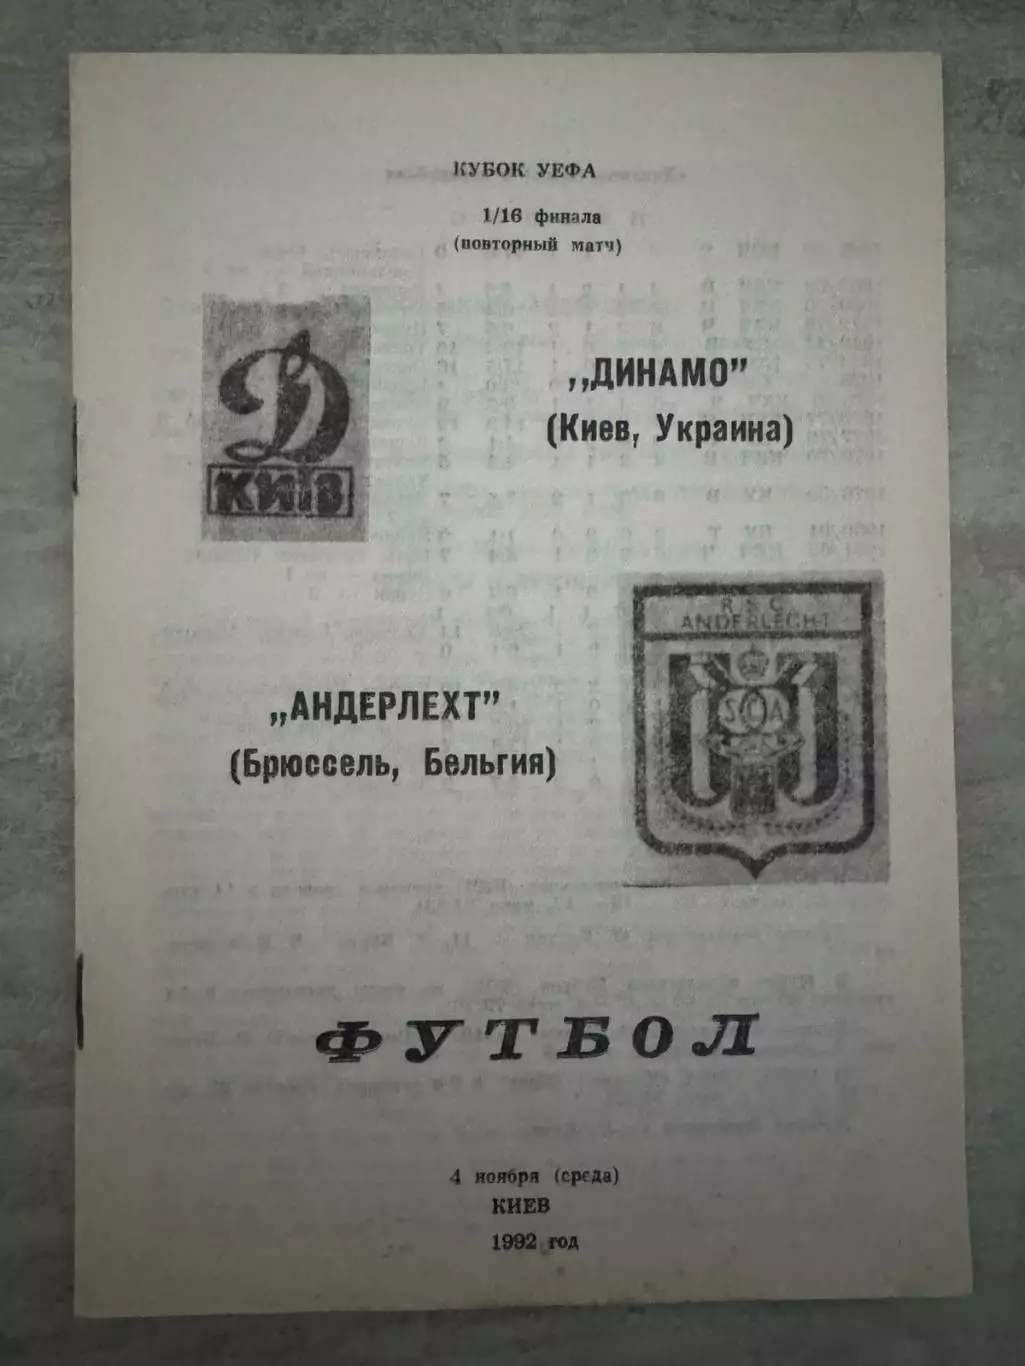 КУБОК УЕФА
1/16 финала
(повторный матч)
КИЇВ
„ДИНАМО”
(Киев, Украина)
R S C
ANDERLECHT
SCA
„АНДЕРЛЕХТ”
(Брюссель, Бельгия)
ФУТБОЛ
4 ноября (среда)
КИЕВ
1992 год